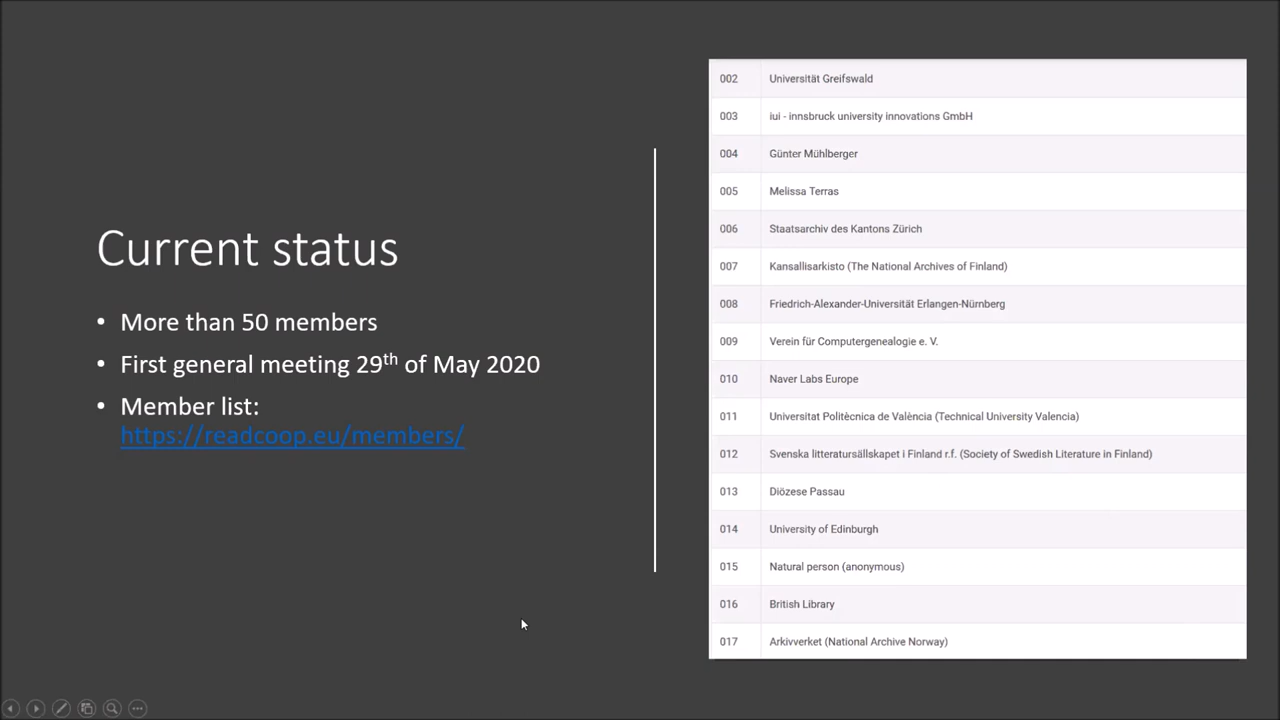 Current status
• More than 50 members
• First general meeting 29th of May 2020
• Member list:
https://readcoop.eu/members/
002 Universität Greifswald
003 iui - innsbruck university innovations GmbH
004 Günter Mühlberger
005 Melissa Terras
006 Staatsarchiv des Kantons Zürich
007 Kansallisarkisto (The National Archives of Finland)
008 Friedrich-Alexander-Universität Erlangen-Nürnberg
009 Verein für Computergenealogie e. V.
010 Naver Labs Europe
011 Universitat Politècnica de València (Technical University Valencia)
012 Svenska litteratursällskapet i Finland r.f. (Society of Swedish Literature in Finland)
013 Diözese Passau
014 University of Edinburgh
015 Natural person (anonymous)
016 British Library
017 Arkivverket (National Archive Norway)